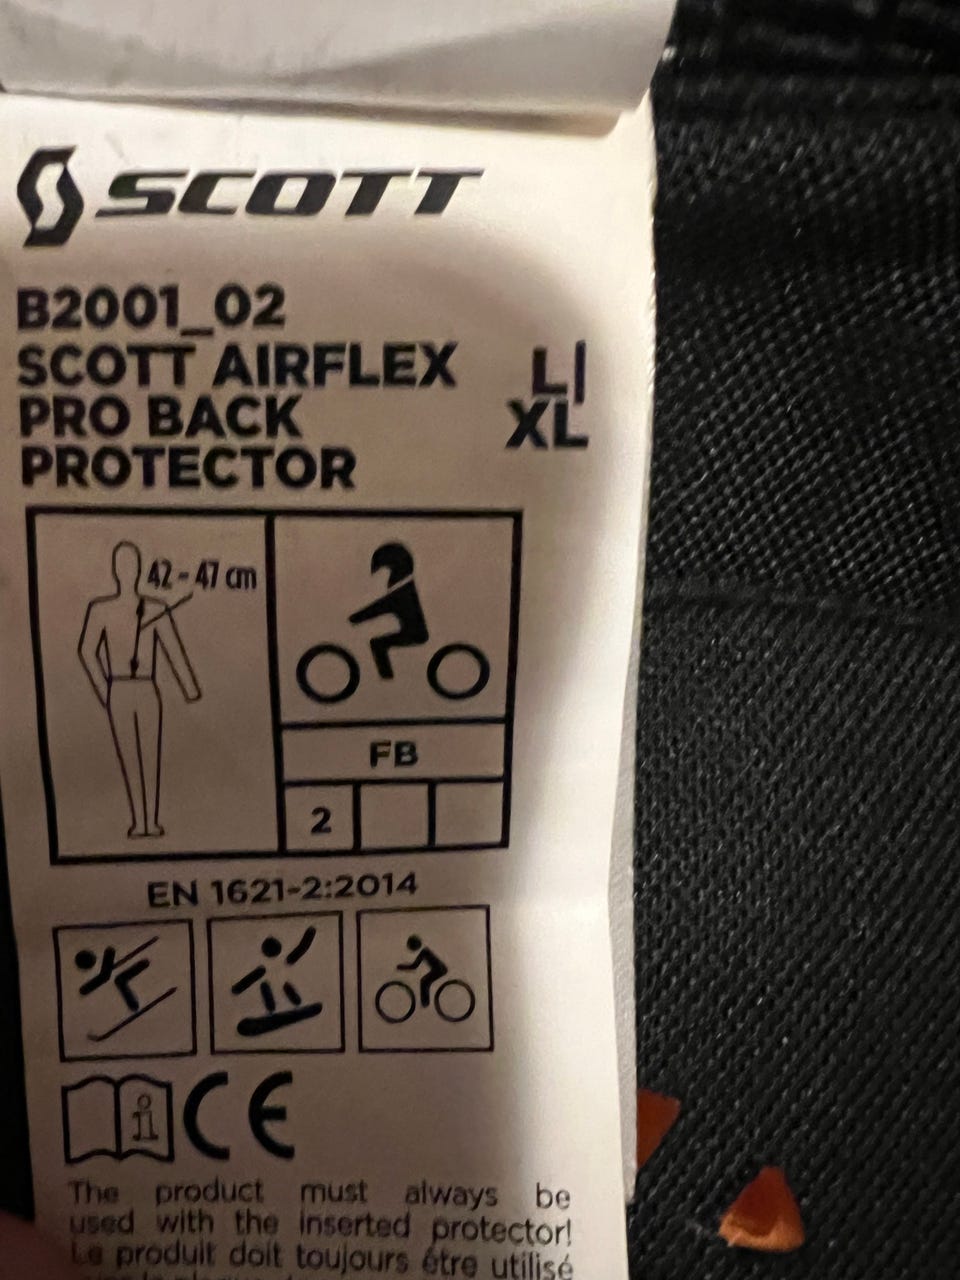 SCOTT
B2001_02
SCOTT AIRFLEX L|
PRO BACK XL
PROTECTOR
42 - 47 cm
FB
2
EN 1621-2:2014
i
CE
The product must always be
used with the inserted protector!
Le produit doit toujours être utilisé